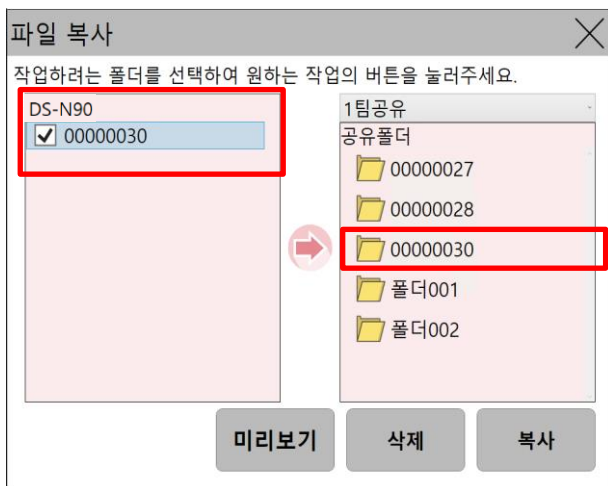 파일 복사
작업하려는 폴더를 선택하여 원하는 작업의 버튼을 눌러주세요.
DS-N90
00000030
1팀공유
공유폴더
00000027
00000028
00000030
폴더001
폴더002
미리보기
삭제
복사